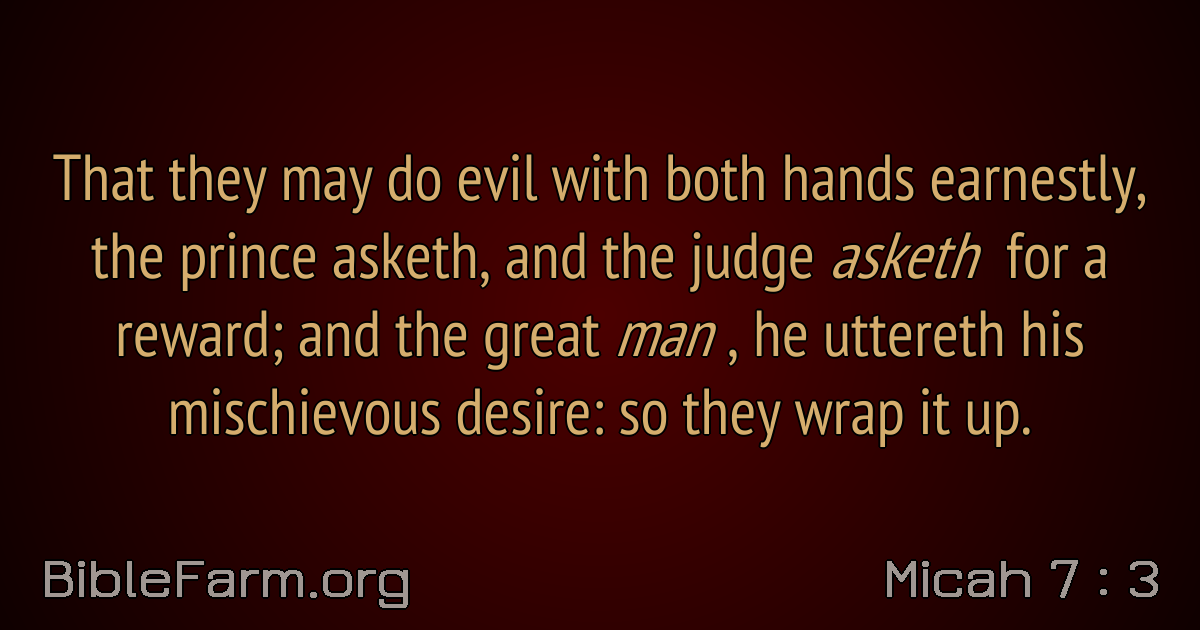 That they may do evil with both hands earnestly,
the prince asketh, and the judge asketh for a
reward; and the great man , he uttereth his
mischievous desire: so they wrap it up.
BibleFarm.org
Micah 7 : 3